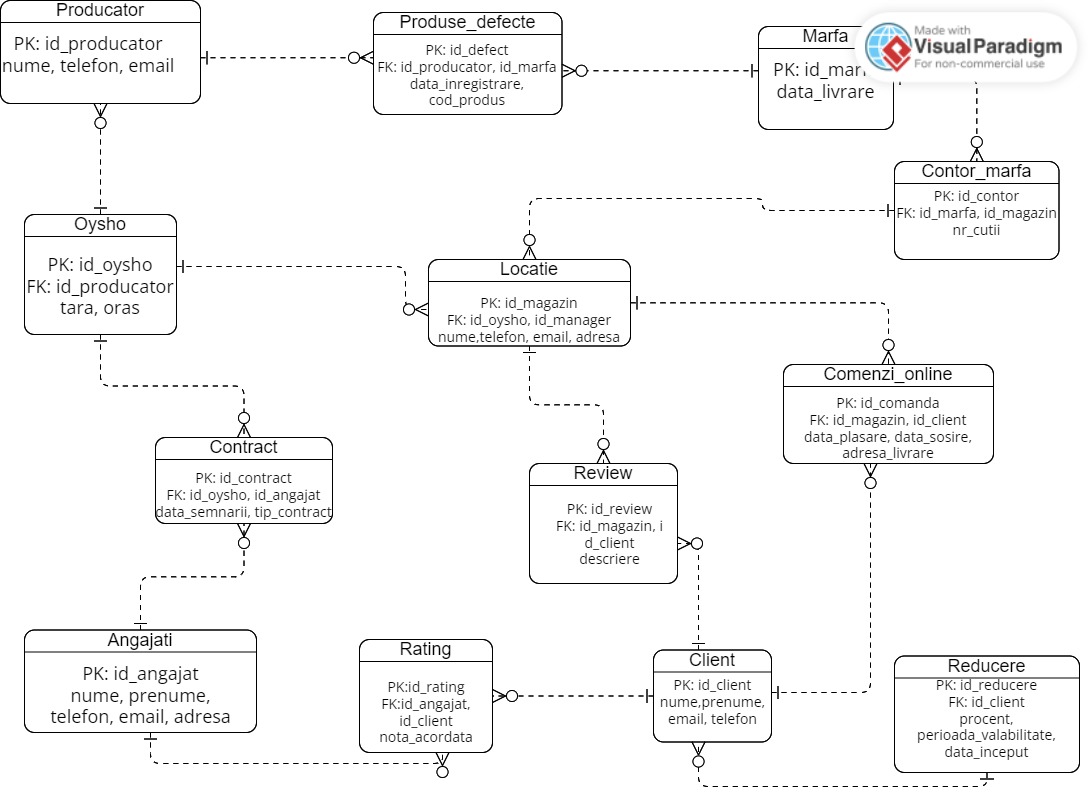 Producator
PK: id_producator
nume, telefon, email
Produse_defecte
PK: id_defect
FK: id_producator, id_marfa
data_inregistrare,
cod_produs
Marfa
PK:
data_livrare
Made with
Visual Paradigm
For non-commercial use
Contor_marfa
PK: id_contor
FK: id_marfa, id_magazin
nr_cutii
Oysho
PK: id_oysho
FK: id_producator
tara, oras
Locatie
PK: id_magazin
FK: id_oysho, id_manager
nume,telefon, email, adresa
Comenzi_online
PK: id_comanda
FK: id_magazin, id_client
data_plasare, data_sosire,
adresa_livrare
Contract
PK: id_contract
FK: id_oysho, id_angajat
data_semnarii, tip_contract
Review
PK: id_review
FK: id_magazin, i
d_client
descriere
Angajati
PK: id_angajat
nume, prenume,
telefon, email, adresa
Rating
PK:id_rating
FK:id_angajat,
id_client
nota_acordata
Client
PK: id_client
nume,prenume,
email, telefon
Reducere
PK: id_reducere
FK: id_client
procent,
perioada_valabilitate,
data_inceput